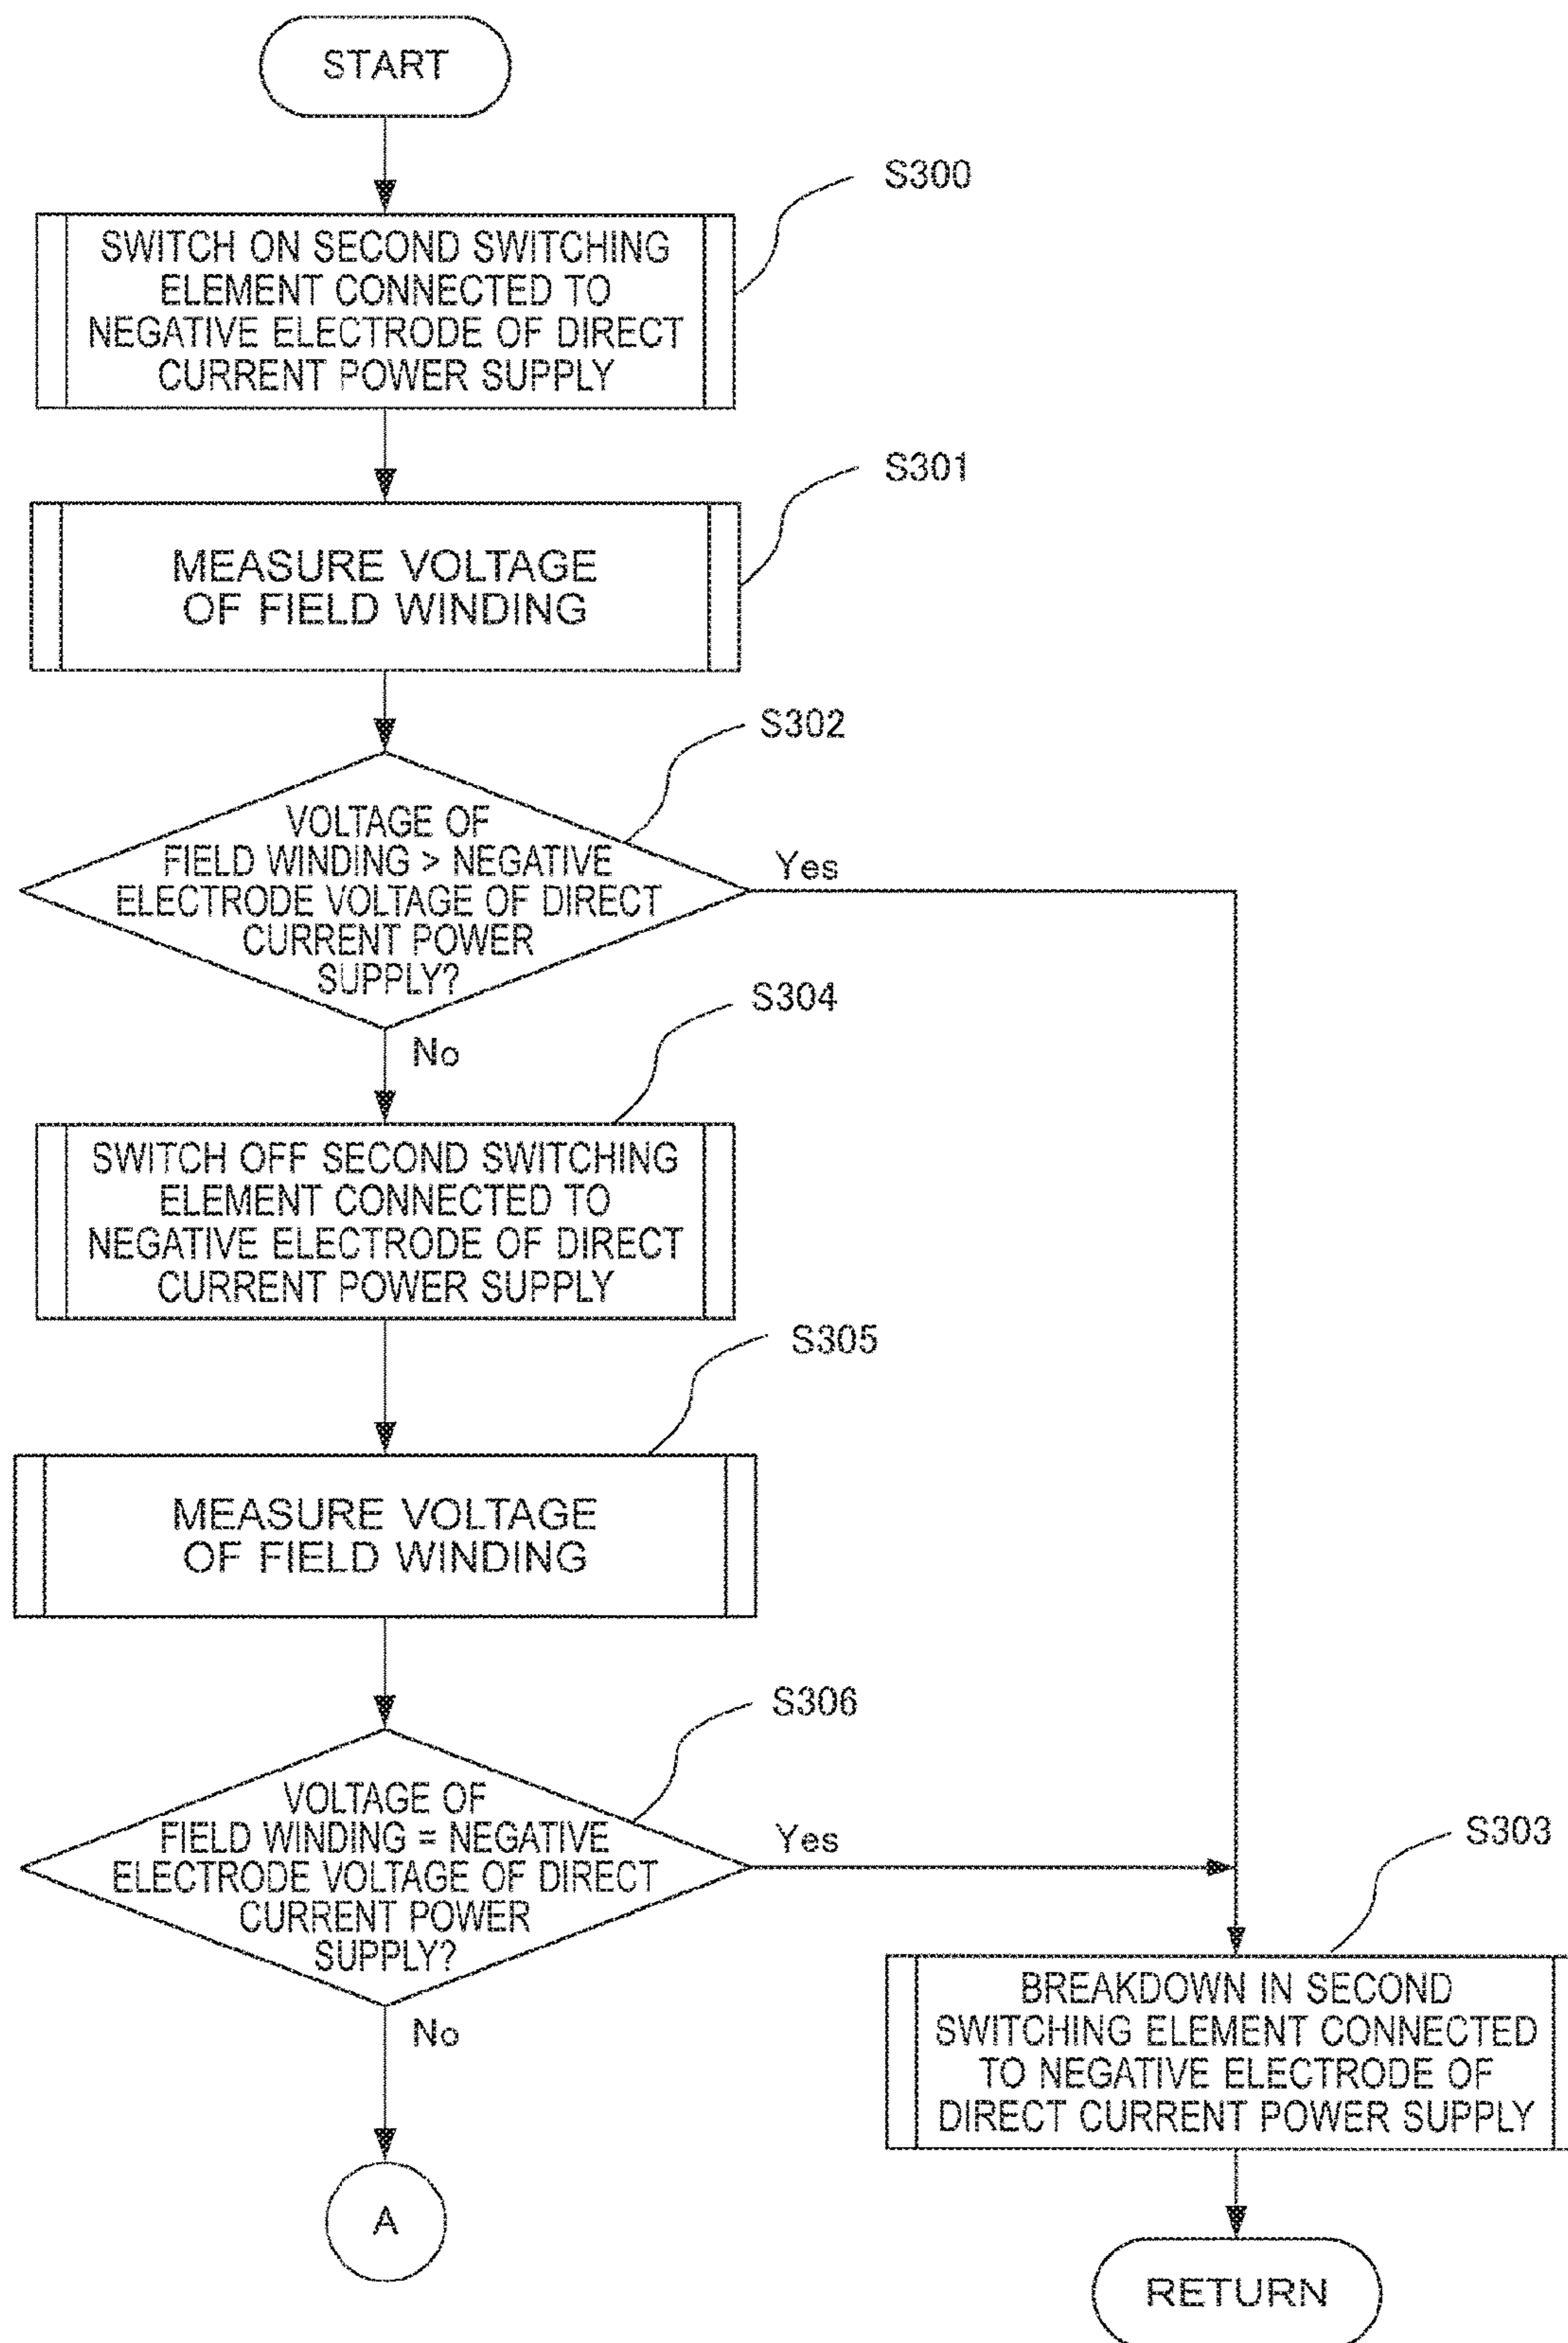 START
S300
SWITCH ON SECOND SWITCHING
ELEMENT CONNECTED TO
NEGATIVE ELECTRODE OF DIRECT
CURRENT POWER SUPPLY
S301
MEASURE VOLTAGE
OF FIELD WINDING
S302
VOLTAGE OF
FIELD WINDING > NEGATIVE
ELECTRODE VOLTAGE OF DIRECT
CURRENT POWER
SUPPLY?
Yes
No
S304
SWITCH OFF SECOND SWITCHING
ELEMENT CONNECTED TO
NEGATIVE ELECTRODE OF DIRECT
CURRENT POWER SUPPLY
S305
MEASURE VOLTAGE
OF FIELD WINDING
S306
VOLTAGE OF
FIELD WINDING = NEGATIVE
ELECTRODE VOLTAGE OF DIRECT
CURRENT POWER
SUPPLY?
Yes
No
S303
BREAKDOWN IN SECOND
SWITCHING ELEMENT CONNECTED
TO NEGATIVE ELECTRODE OF
DIRECT CURRENT POWER SUPPLY
A
RETURN